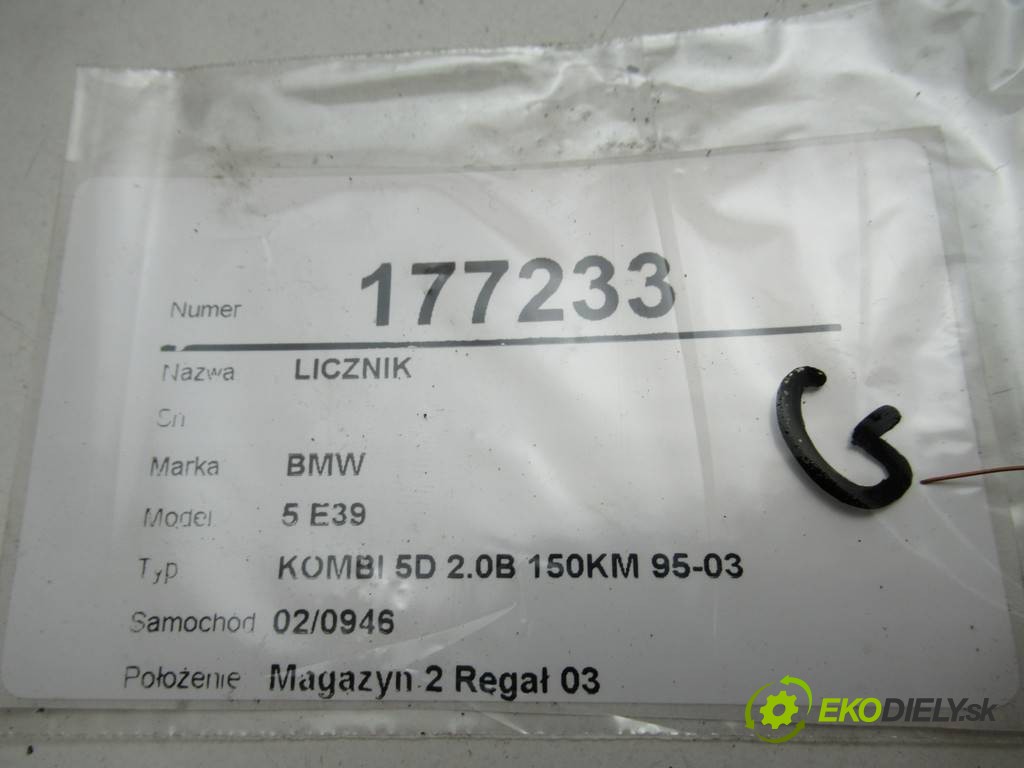 Numer 177233
Nazwa LICZNIK
Sn
Marka BMW
Model 5 E39
Typ KOMBI 5D 2.0B 150KM 95-03
Samochód 02/0946
Położenie Magazyn 2 Regał 03
G
EKODIELY.sk